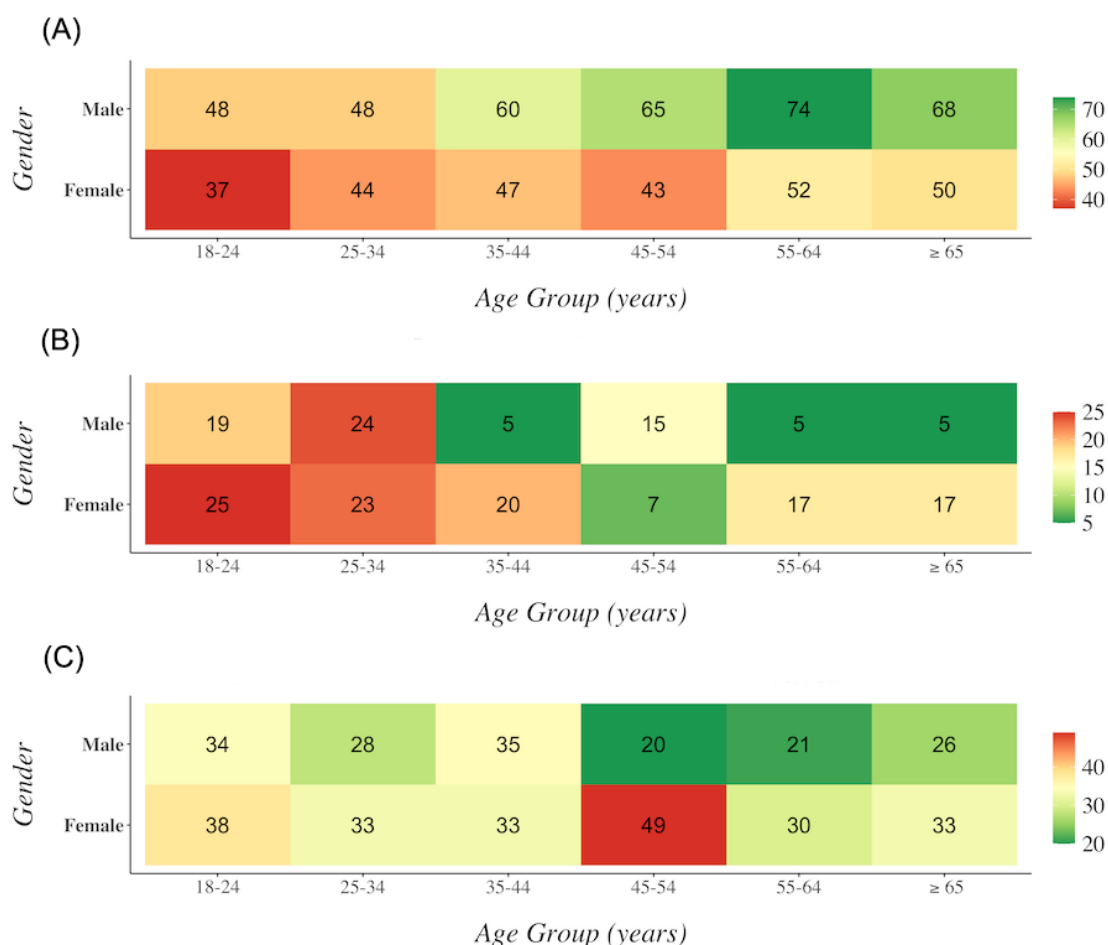 (A)
Gender
Male 48 48 60 65 74 68
Female 37 44 47 43 52 50
18-24 25-34 35-44 45-54 55-64 ≥ 65
Age Group (years)
70
60
50
40
(B)
Gender
Male 19 24 5 15 5 5
Female 25 23 20 7 17 17
18-24 25-34 35-44 45-54 55-64 ≥ 65
Age Group (years)
25
20
15
10
5
(C)
Gender
Male 34 28 35 20 21 26
Female 38 33 33 49 30 33
18-24 25-34 35-44 45-54 55-64 ≥ 65
Age Group (years)
40
30
20